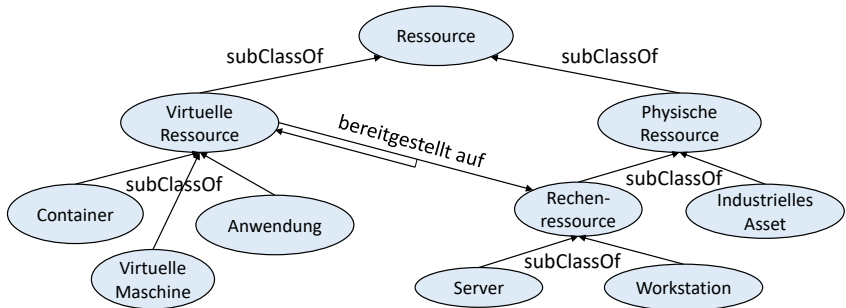 Ressource
subClassOf
subClassOf
Virtuelle
Ressource
bereitgestellt auf
Physische
Ressource
subClassOf
subClassOf
Container
Anwendung
Rechen-
ressource
Industrielles
Asset
Virtuelle
Maschine
subClassOf
Server
Workstation